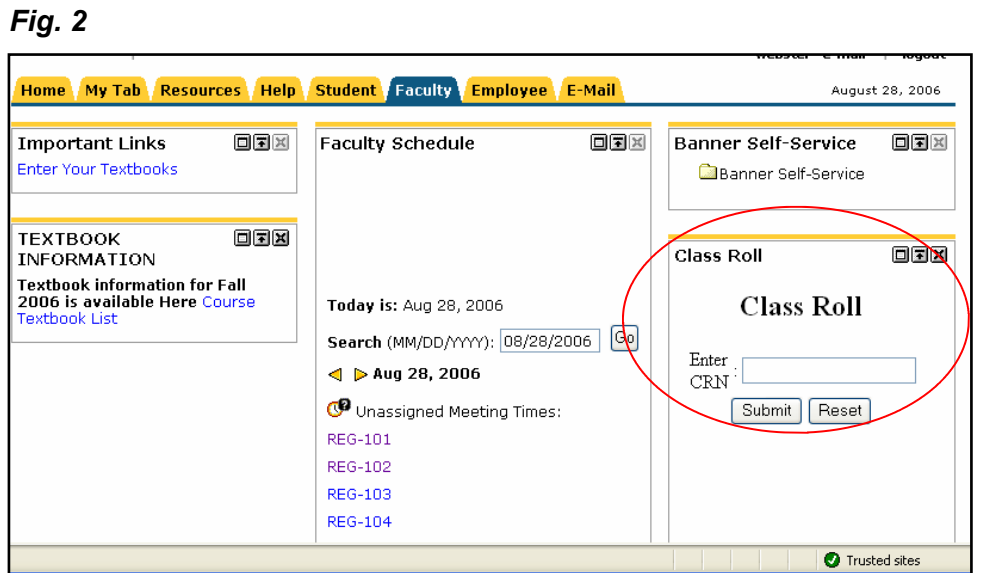 Fig. 2
webster e-mail | logout
Home My Tab Resources Help Student Faculty Employee E-Mail
August 28, 2006
Important Links
Enter Your Textbooks
TEXTBOOK
INFORMATION
Textbook information for Fall
2006 is available Here Course
Textbook List
Faculty Schedule
Today is: Aug 28, 2006
Search (MM/DD/YYYY): 08/28/2006 Go
Aug 28, 2006
Unassigned Meeting Times:
REG-101
REG-102
REG-103
REG-104
Banner Self-Service
Banner Self-Service
Class Roll
Class Roll
Enter
CRN :
Submit Reset
Trusted sites